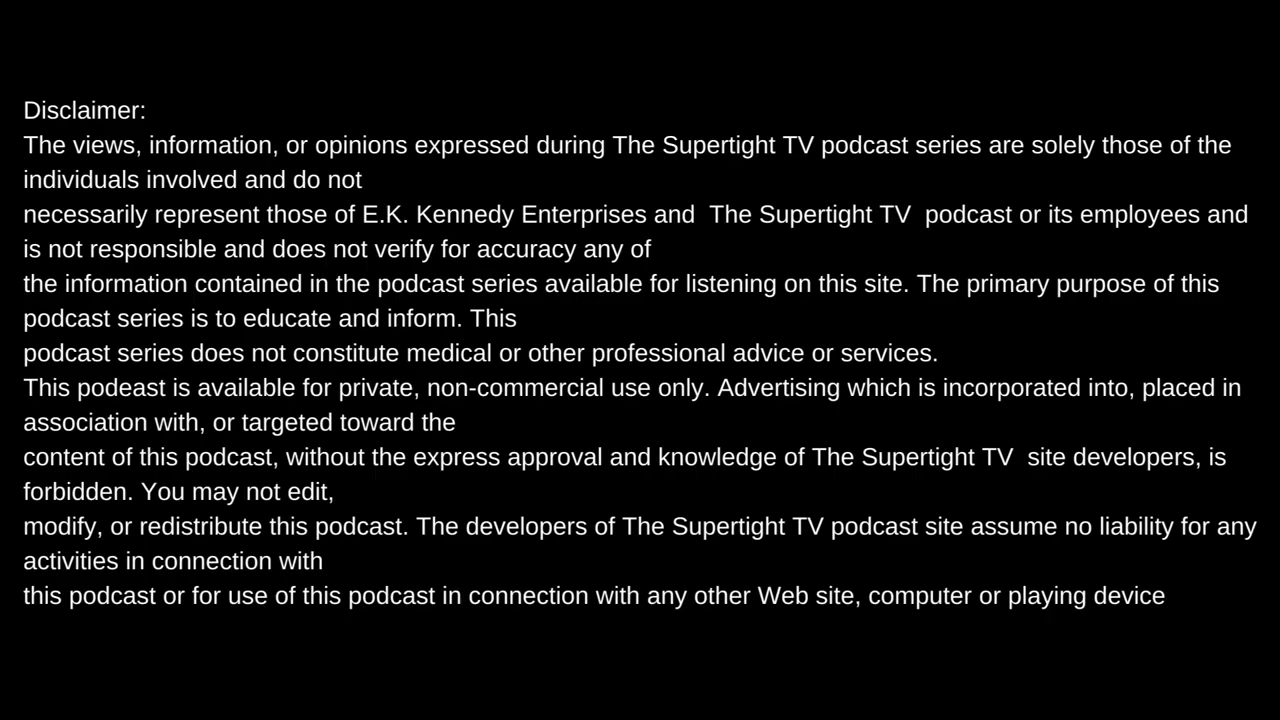 Disclaimer:
The views, information, or opinions expressed during The Supertight TV podcast series are solely those of the
individuals involved and do not
necessarily represent those of E.K. Kennedy Enterprises and  The Supertight TV  podcast or its employees and
is not responsible and does not verify for accuracy any of
the information contained in the podcast series available for listening on this site. The primary purpose of this
podcast series is to educate and inform. This
podcast series does not constitute medical or other professional advice or services.
This podeast is available for private, non-commercial use only. Advertising which is incorporated into, placed in
association with, or targeted toward the
content of this podcast, without the express approval and knowledge of The Supertight TV  site developers, is
forbidden. You may not edit,
modify, or redistribute this podcast. The developers of The Supertight TV podcast site assume no liability for any
activities in connection with
this podcast or for use of this podcast in connection with any other Web site, computer or playing device